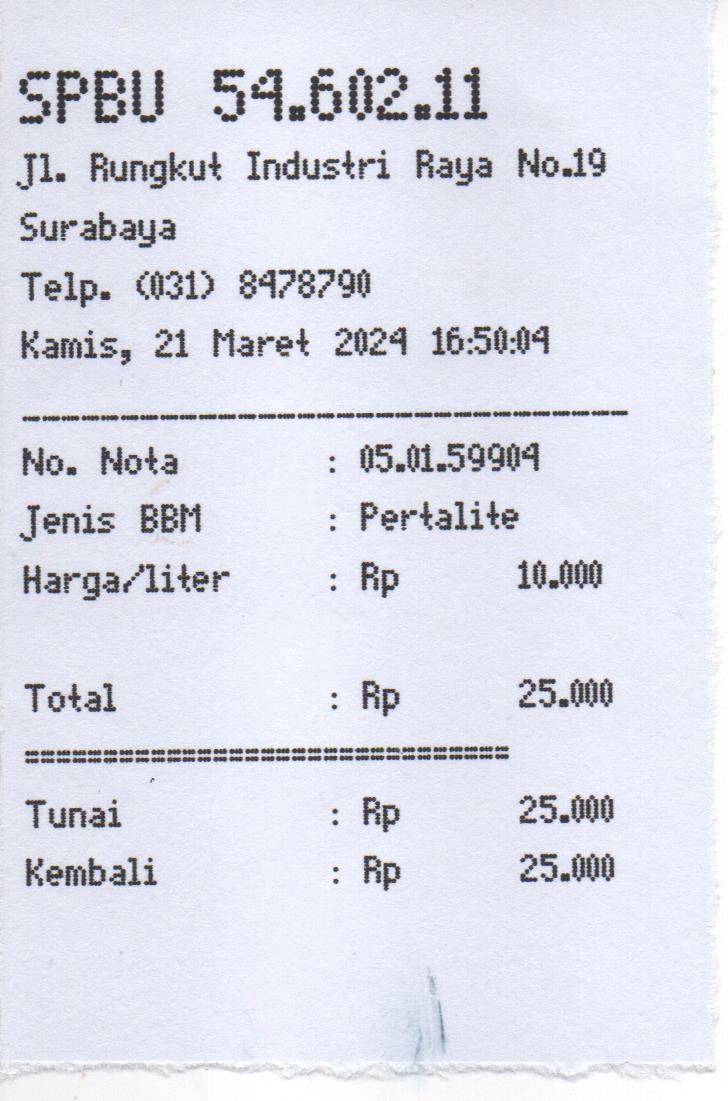 SPBU 54.602.11
Jl. Rungkut Industri Raya No.19
Surabaya
Telp. (031) 8478790
Kamis, 21 Maret 2024 16:50:04
-------------------------------
No. Nota : 05.01.59904
Jenis BBM : Pertalite
Harga/liter : Rp 10.000
Total : Rp 25.000
===============================
Tunai : Rp 25.000
Kembali : Rp 25.000